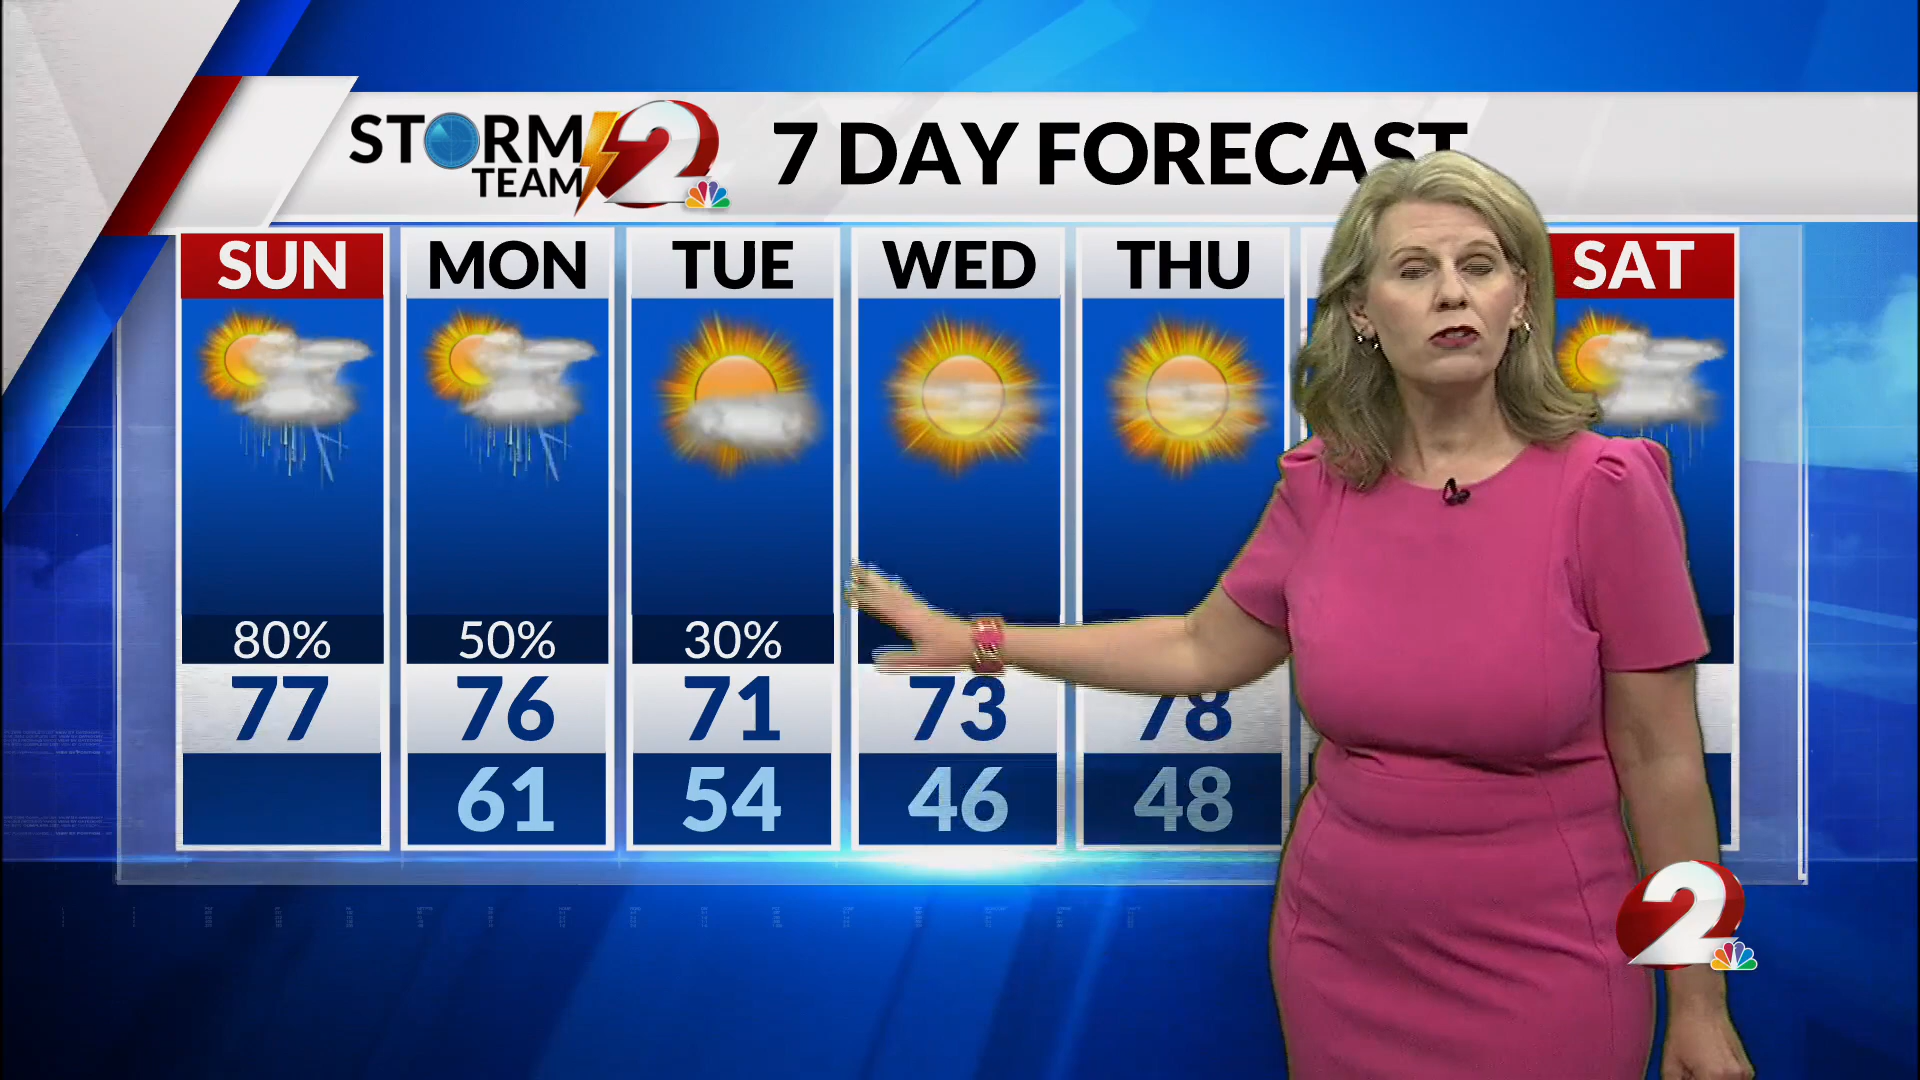 STORM TEAM 2 7 DAY FORECAST
SUN MON TUE WED THU SAT
80% 50% 30%
77 76 71 73 78
61 54 46 48
2